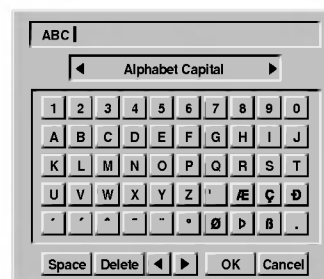 ABC
◀ Alphabet Capital ▶
1 2 3 4 5 6 7 8 9 0
A B C D E F G H I J
K L M N O P Q R S T
U V W X Y Z ' Æ Ç Ð
´ ` ^ ~ ¨ ° Ø Þ ß .
Space Delete ◀ ▶ OK Cancel